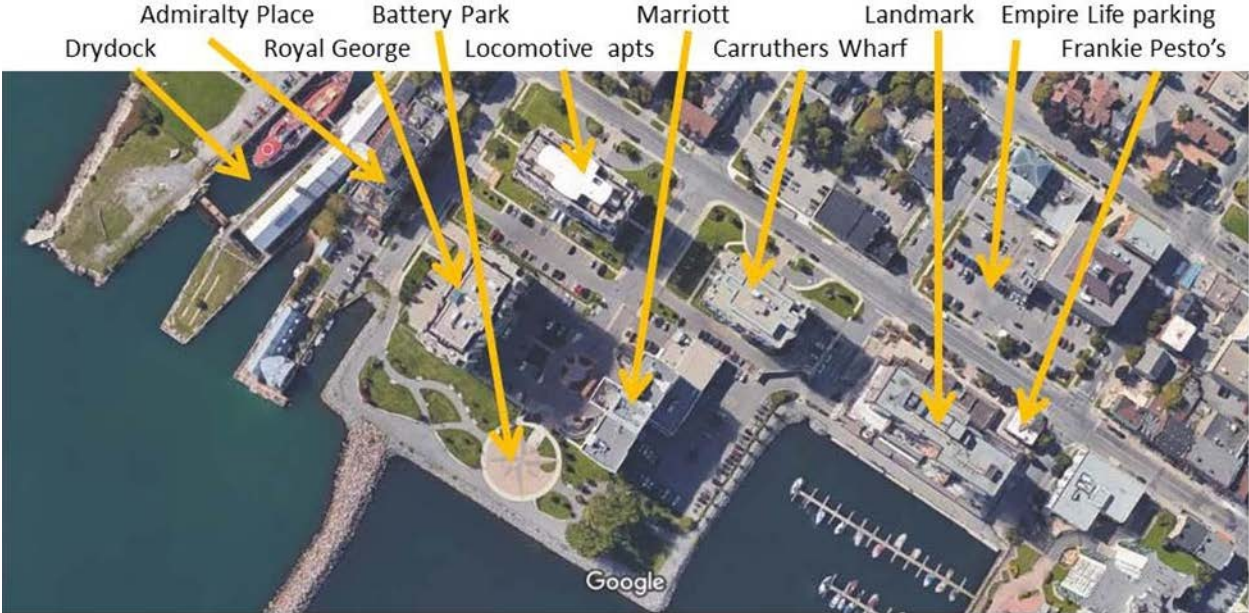 Admiralty Place Battery Park Marriott Landmark Empire Life parking
Drydock Royal George Locomotive apts Carruthers Wharf Frankie Pesto's
Google